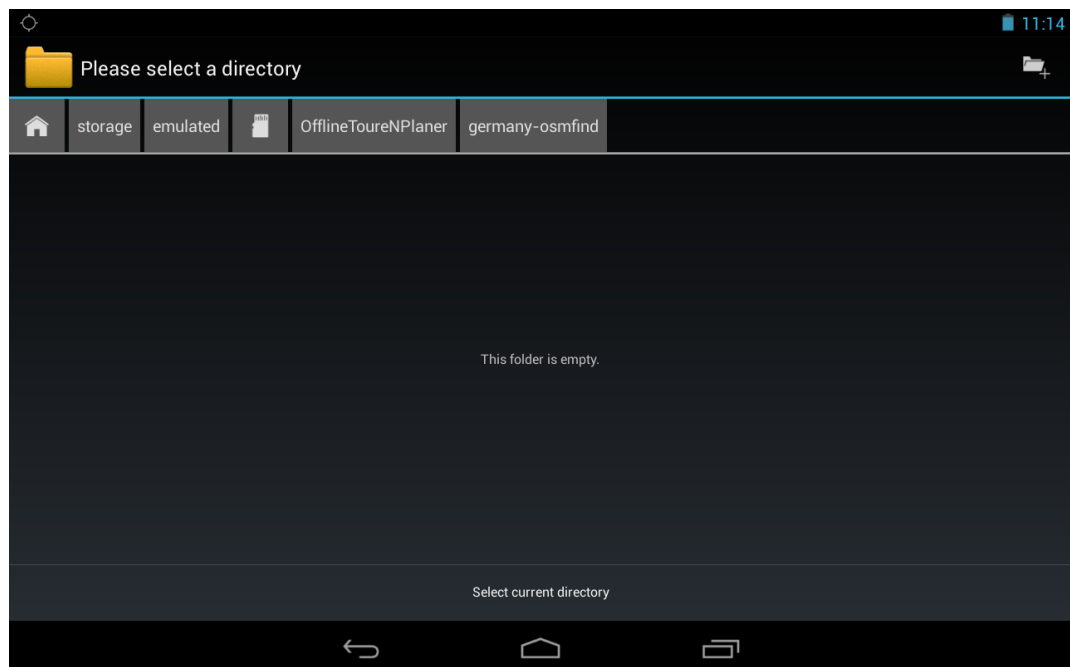 11:14
Please select a directory
storage emulated OfflineToureNPlaner germany-osmfind
This folder is empty.
Select current directory